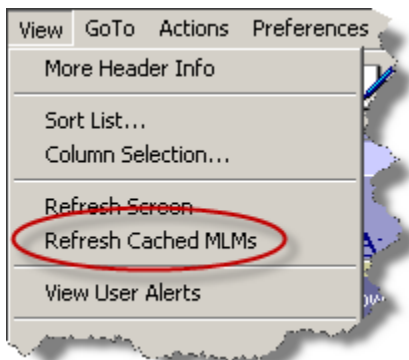 View GoTo Actions Preferences
More Header Info
Sort List...
Column Selection...
Refresh Screen
Refresh Cached MLMs
View User Alerts